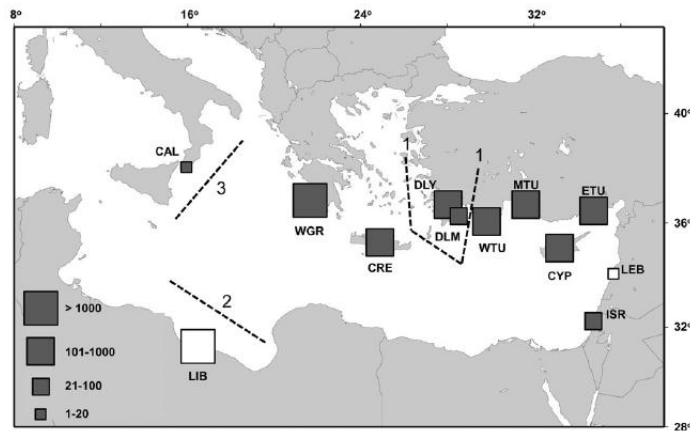 8° 16° 24° 32°
40°
1 1
CAL
3
DLY MTU ETU
36°
WGR DLM WTU
CRE CYP LEB
2
> 1000
ISR
32°
101-1000
LIB
21-100
1-20
28°